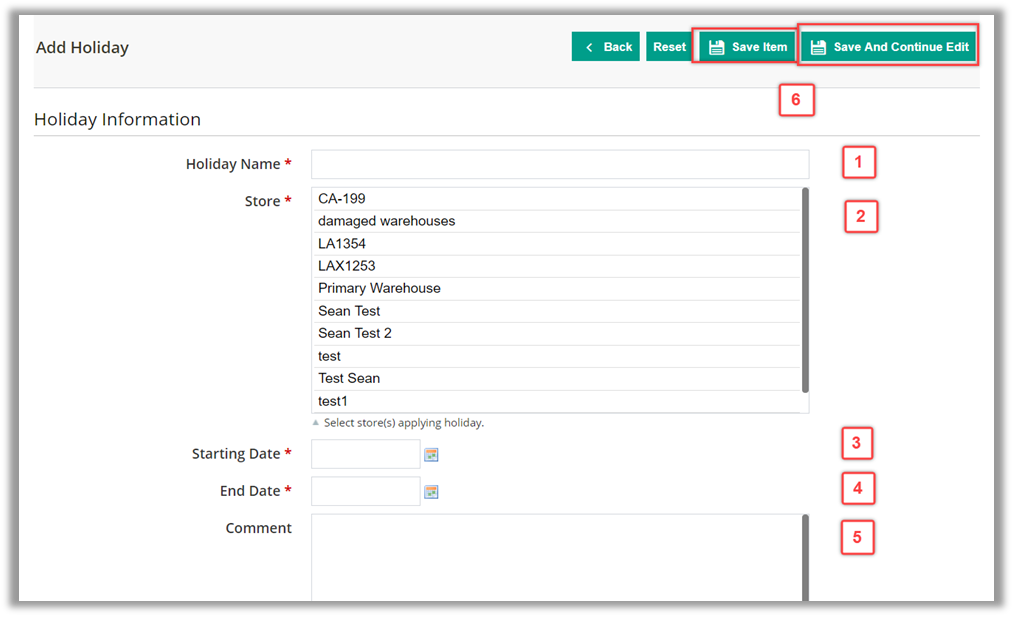 Add Holiday
Back Reset Save Item Save And Continue Edit
6
Holiday Information
Holiday Name * 1
Store * 2
CA-199
damaged warehouses
LA1354
LAX1253
Primary Warehouse
Sean Test
Sean Test 2
test
Test Sean
test1
Select store(s) applying holiday.
Starting Date * 3
End Date * 4
Comment 5